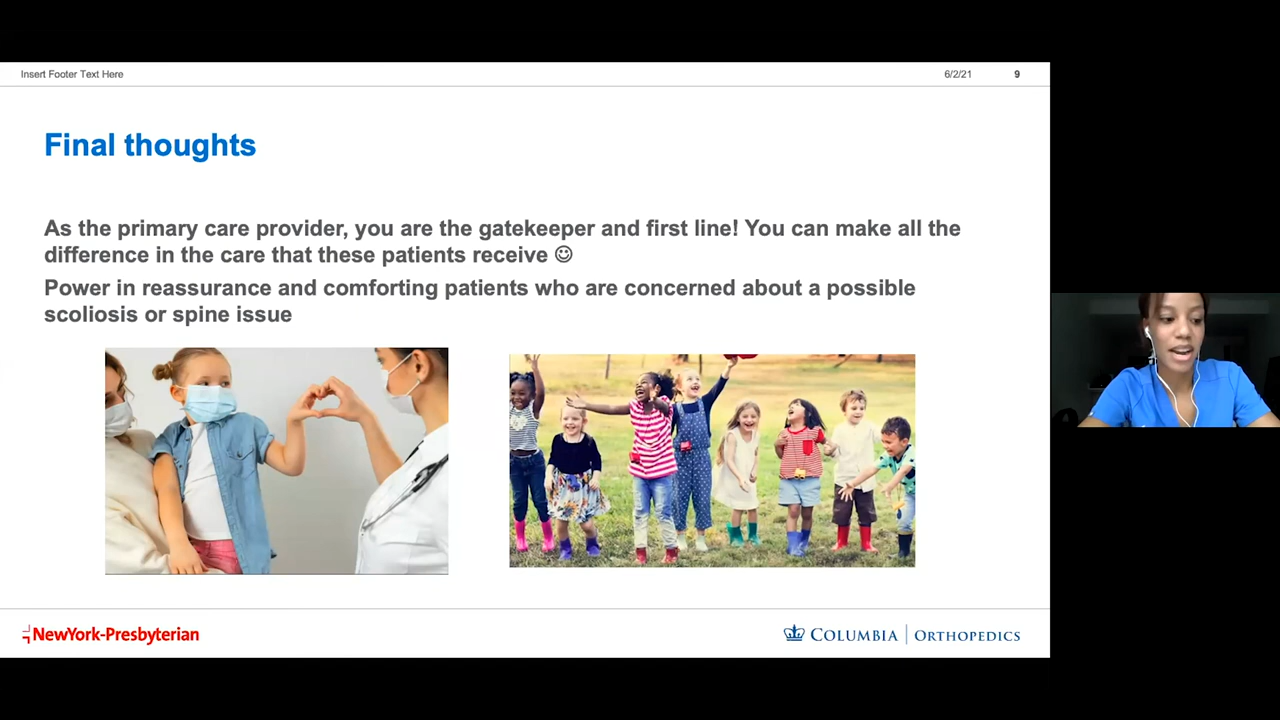 Insert Footer Text Here
6/2/21
9
Final thoughts
As the primary care provider, you are the gatekeeper and first line! You can make all the
difference in the care that these patients receive ☺
Power in reassurance and comforting patients who are concerned about a possible
scoliosis or spine issue
NewYork-Presbyterian
COLUMBIA | ORTHOPEDICS